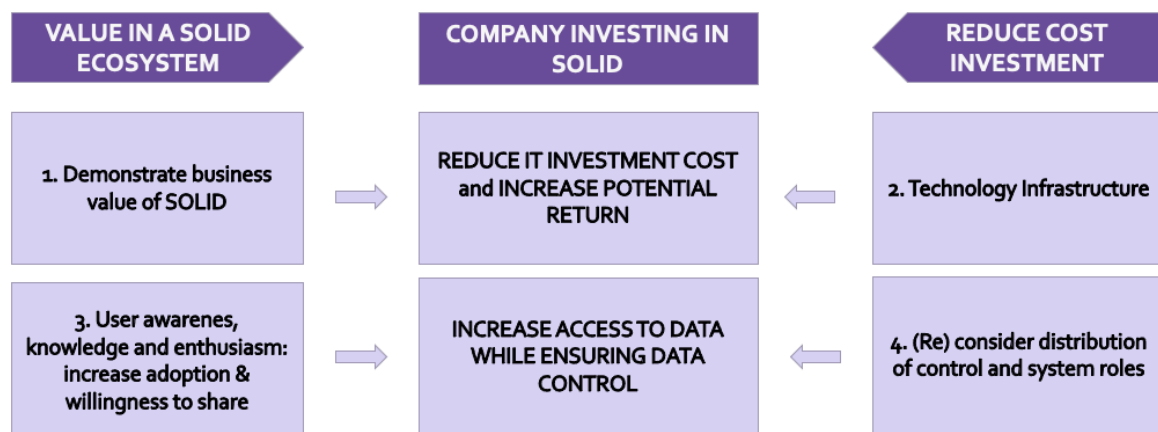 VALUE IN A SOLID
ECOSYSTEM
COMPANY INVESTING IN
SOLID
REDUCE COST
INVESTMENT
1. Demonstrate business
value of SOLID
REDUCE IT INVESTMENT COST
and INCREASE POTENTIAL
RETURN
2. Technology Infrastructure
3. User awarenes,
knowledge and enthusiasm:
increase adoption &
willingness to share
INCREASE ACCESS TO DATA
WHILE ENSURING DATA
CONTROL
4. (Re) consider distribution
of control and system roles